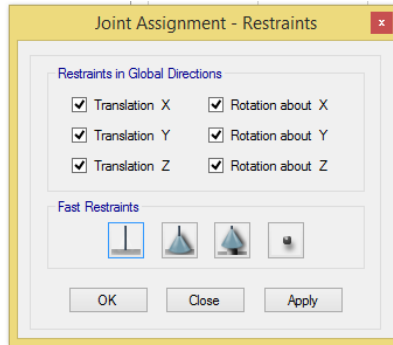 Joint Assignment - Restraints
x
Restraints in Global Directions
Translation X Rotation about X
Translation Y Rotation about Y
Translation Z Rotation about Z
Fast Restraints
OK Close Apply